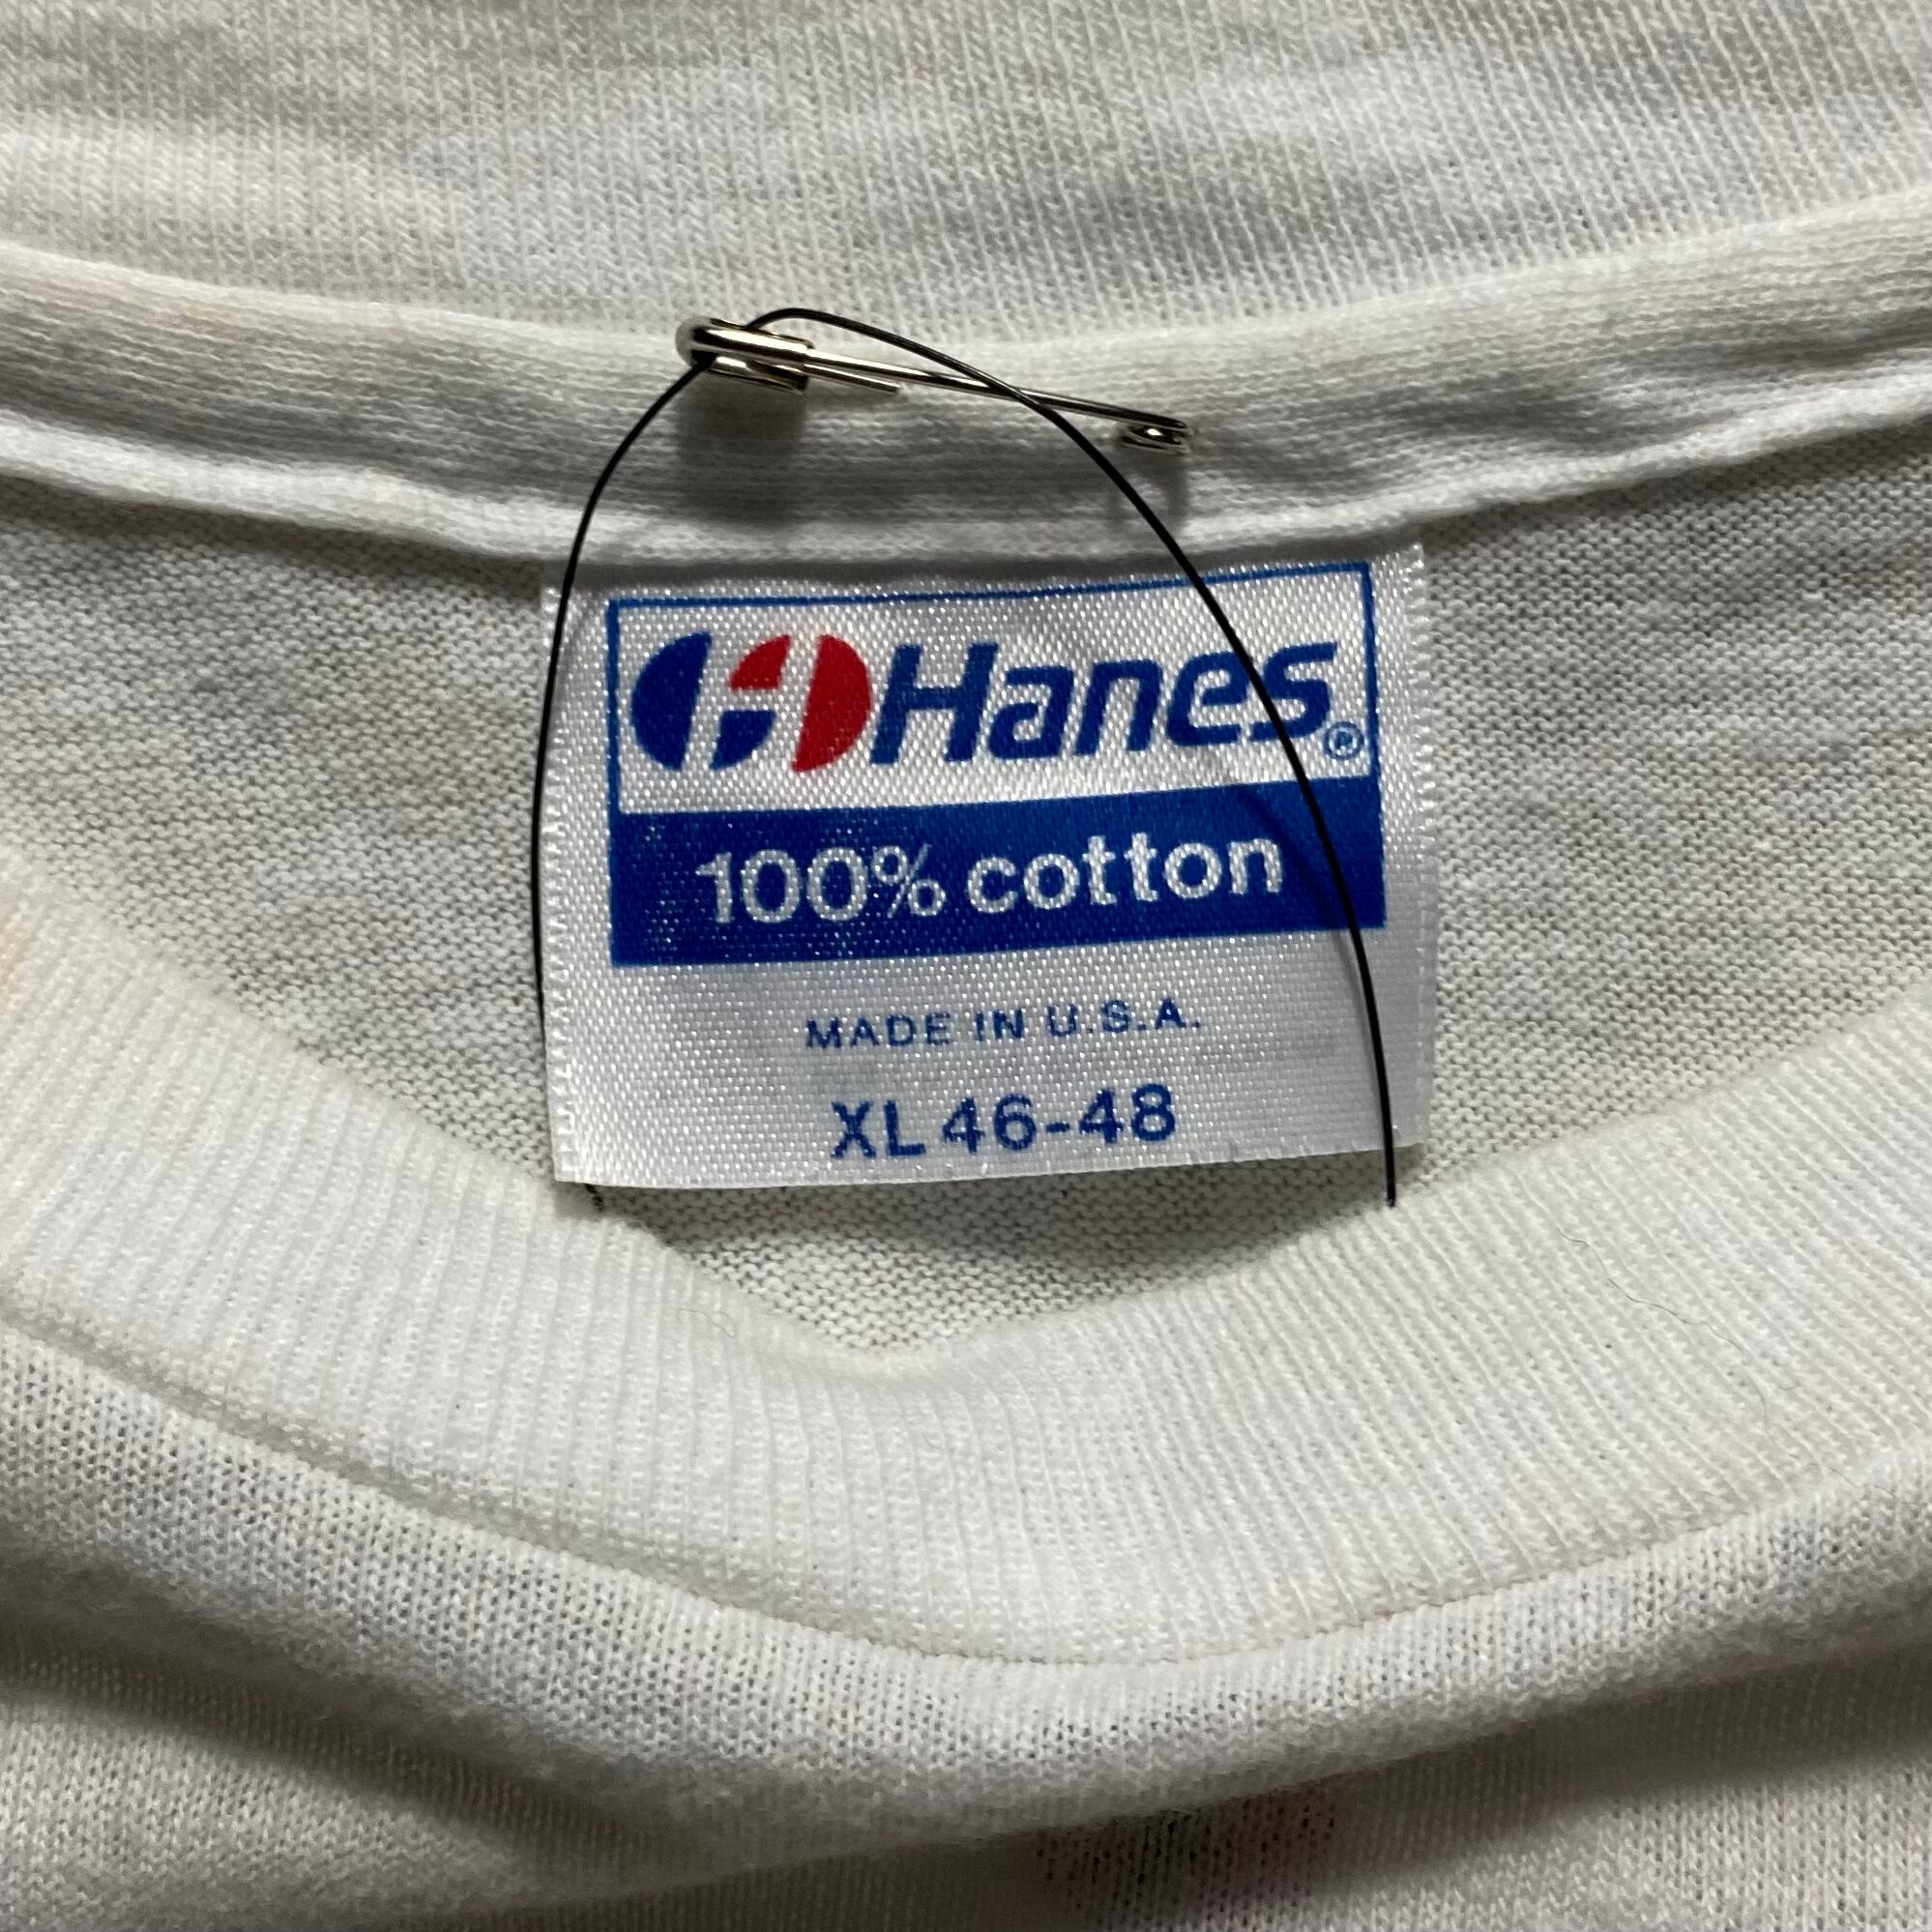 Hanes®
100% cotton
MADE IN U.S.A.
XL 46-48